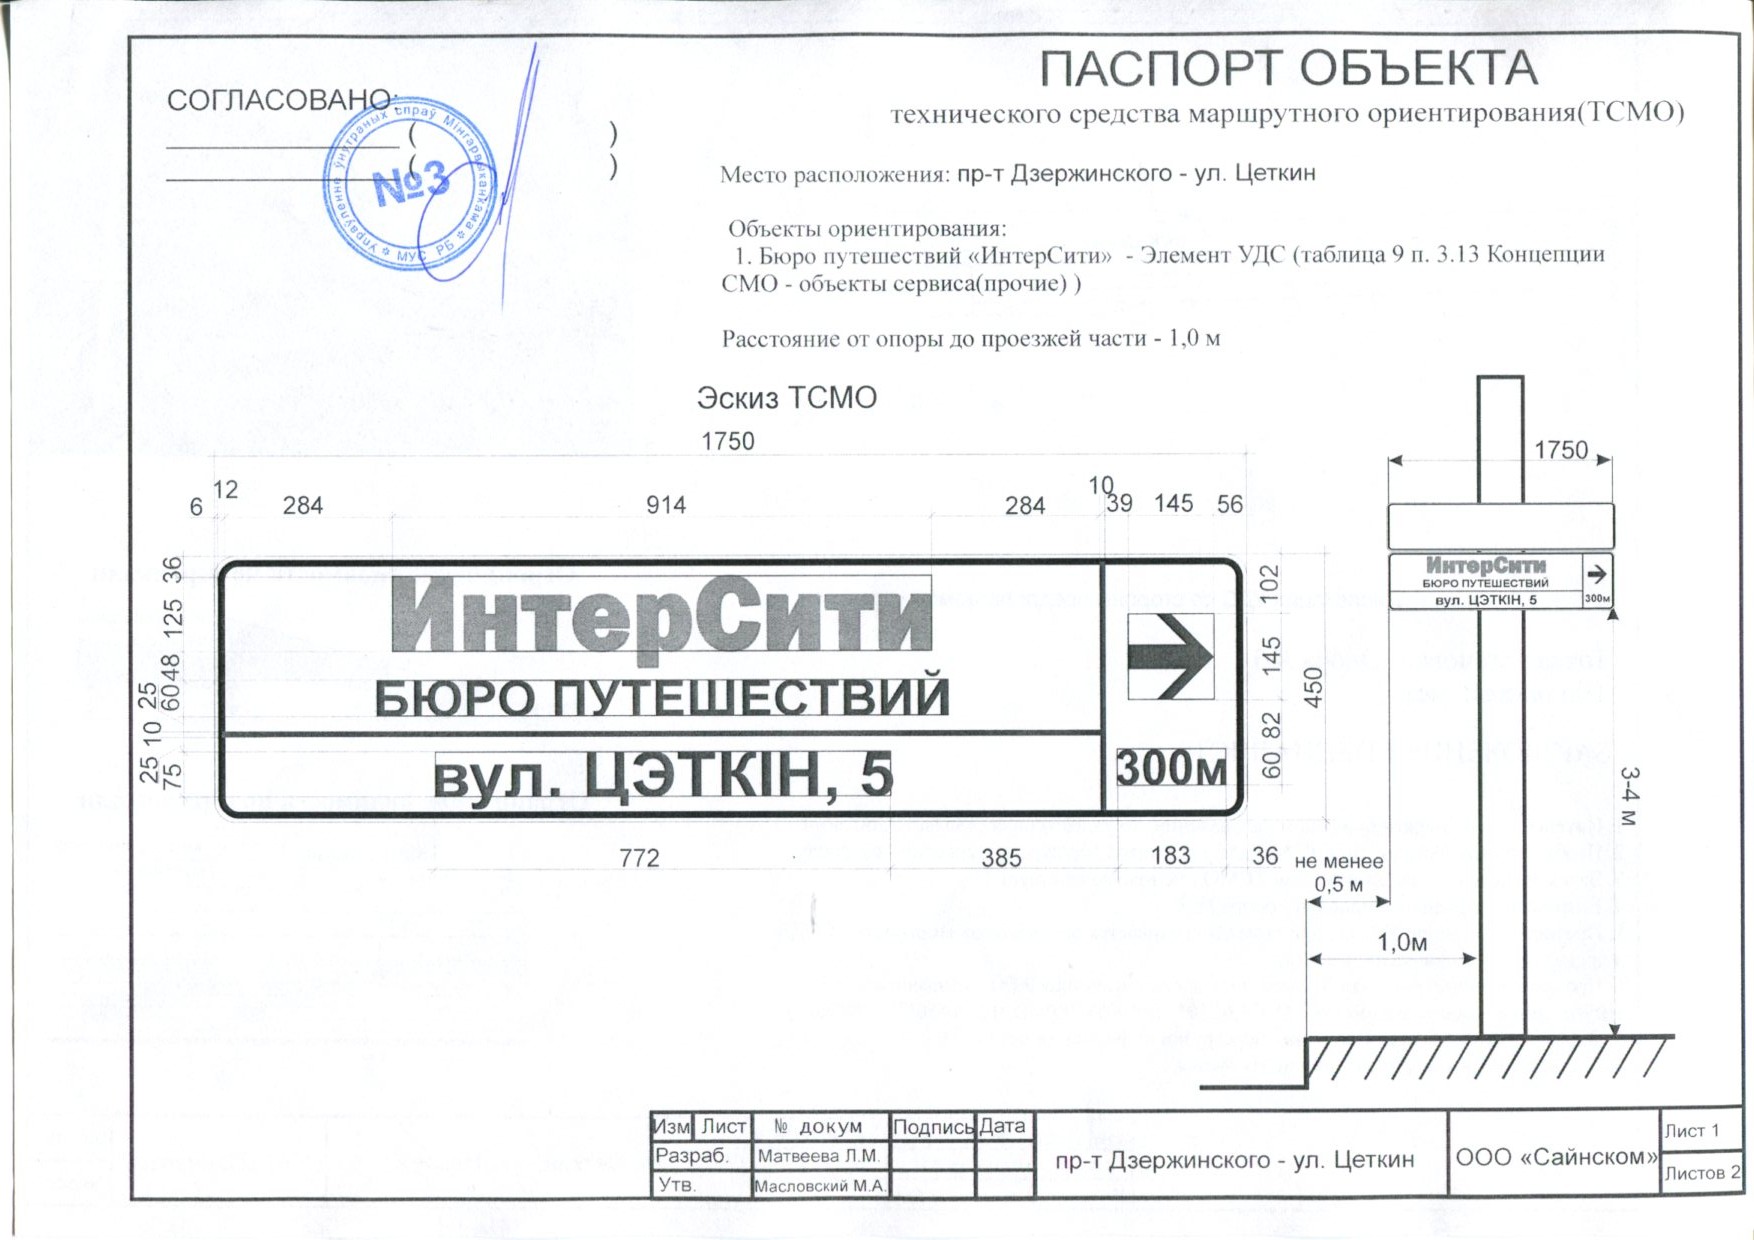 СОГЛАСОВАНО:
( )
( )
упраўленне ўнутраных спраў Мінгарвыканкама
МУС РБ
№3
ПАСПОРТ ОБЪЕКТА
технического средства маршрутного ориентирования(ТСМО)
Место расположения: пр-т Дзержинского - ул. Цеткин
Объекты ориентирования:
1. Бюро путешествий «ИнтерСити» - Элемент УДС (таблица 9 п. 3.13 Концепции
СМО - объекты сервиса(прочие) )
Расстояние от опоры до проезжей части - 1,0 м
Эскиз ТСМО
1750
6 12 284 914 284 10 39 145 56
36
125
48
60
25
10
25
75
ИнтерСити
БЮРО ПУТЕШЕСТВИЙ
вул. ЦЭТКІН, 5
300м
102
145
82
60
450
772 385 183 36
1750
ИнтерСити
БЮРО ПУТЕШЕСТВИЙ
вул. ЦЭТКІН, 5
300м
3-4 м
не менее
0,5 м
1,0м
Изм Лист № докум Подпись Дата
Разраб. Матвеева Л.М.
Утв. Масловский М.А.
пр-т Дзержинского - ул. Цеткин
ООО «Сайнском»
Лист 1
Листов 2